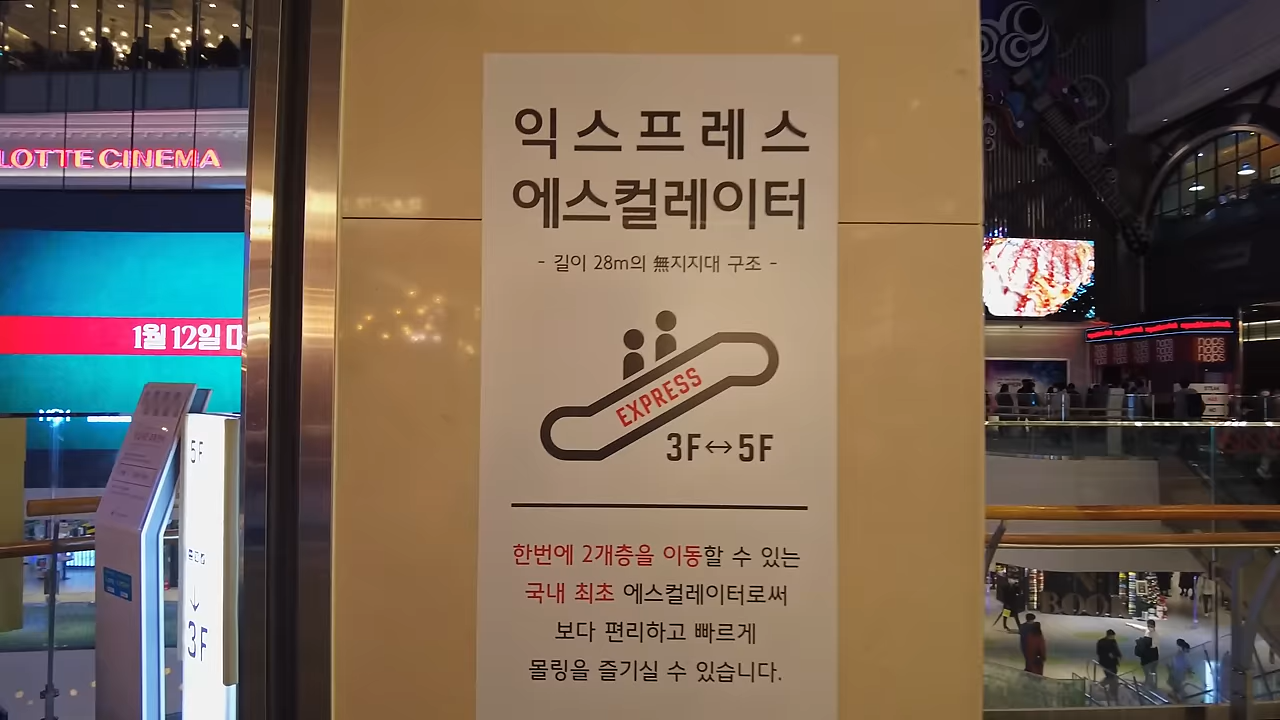 익스프레스
에스컬레이터
- 길이 28m의 無지지대 구조 -
EXPRESS
3F↔5F
한번에 2개층을 이동할 수 있는
국내 최초 에스컬레이터로써
보다 편리하고 빠르게
몰링을 즐기실 수 있습니다.
LOTTE CINEMA
1월 12일
5F
3F
nops
nops
nops